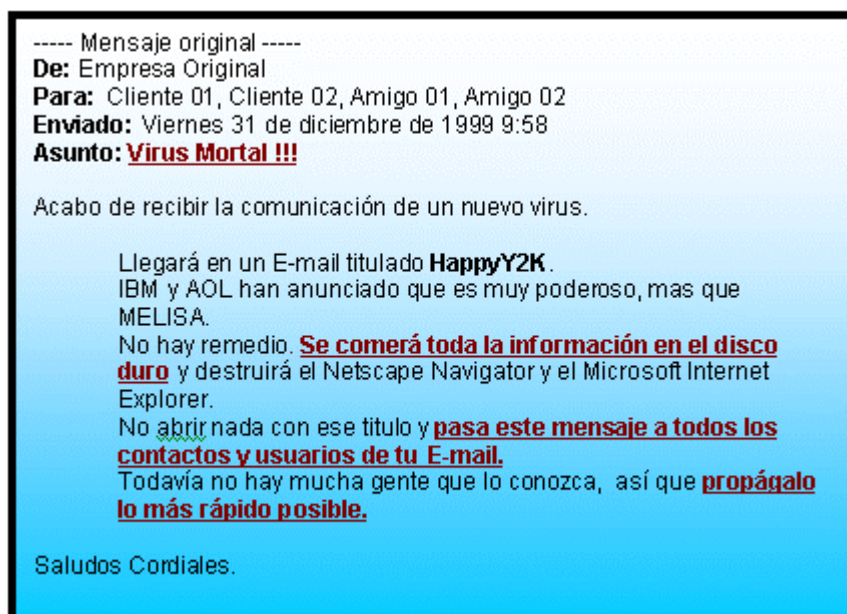 ----- Mensaje original -----
De: Empresa Original
Para: Cliente 01, Cliente 02, Amigo 01, Amigo 02
Enviado: Viernes 31 de diciembre de 1999 9:58
Asunto: Virus Mortal !!!
Acabo de recibir la comunicación de un nuevo virus.
Llegará en un E-mail titulado HappyY2K.
IBM y AOL han anunciado que es muy poderoso, mas que
MELISA.
No hay remedio. Se comerá toda la información en el disco
duro y destruirá el Netscape Navigator y el Microsoft Internet
Explorer.
No abrir nada con ese titulo y pasa este mensaje a todos los
contactos y usuarios de tu E-mail.
Todavía no hay mucha gente que lo conozca, así que propágalo
lo más rápido posible.
Saludos Cordiales.